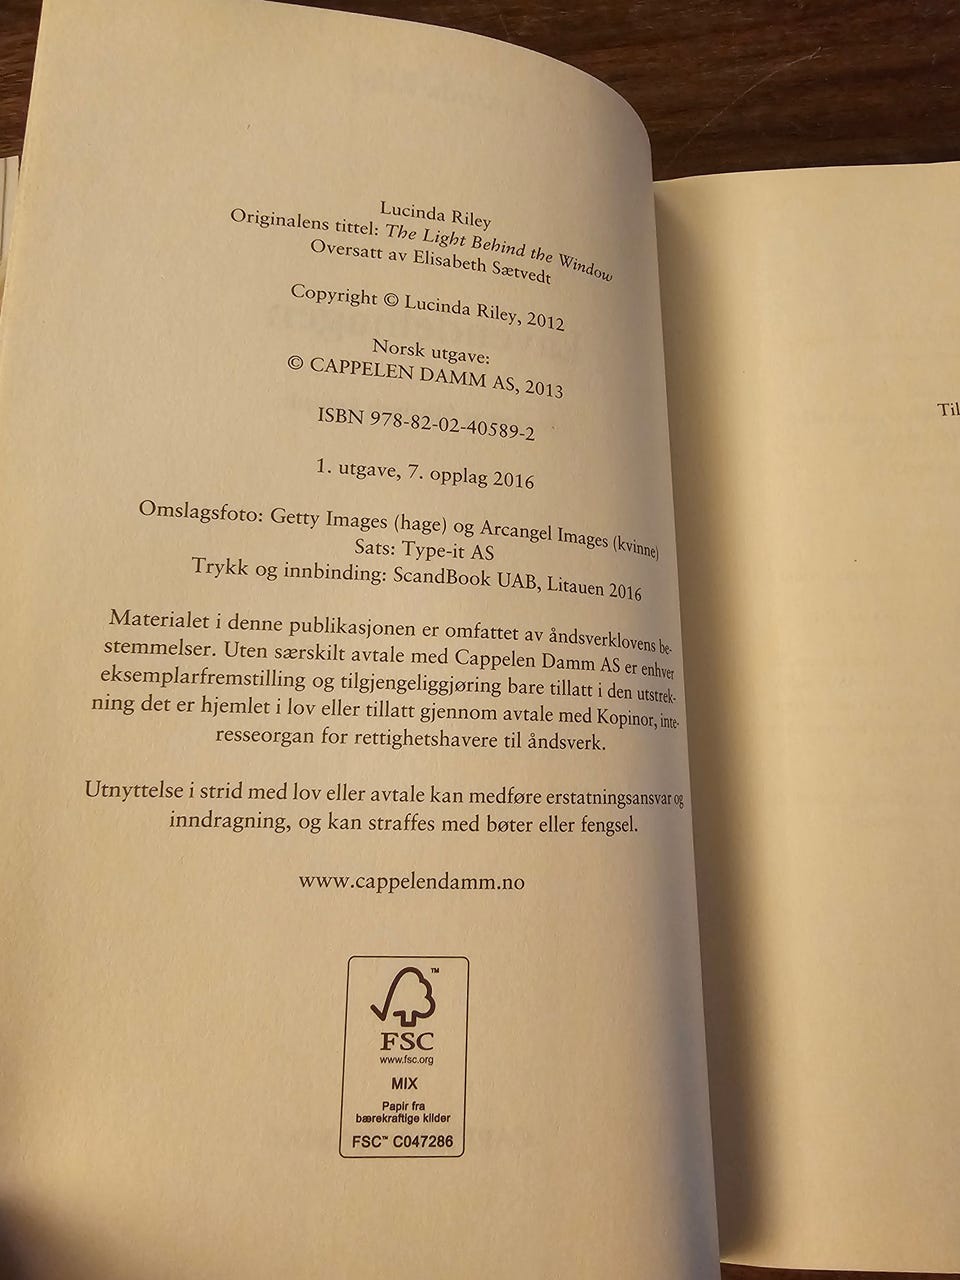 Lucinda Riley
Originalens tittel: The Light Behind the Window
Oversatt av Elisabeth Sætvedt
Copyright © Lucinda Riley, 2012
Norsk utgave:
© CAPPELEN DAMM AS, 2013
ISBN 978-82-02-40589-2
1. utgave, 7. opplag 2016
Omslagsfoto: Getty Images (hage) og Arcangel Images (kvinne)
Sats: Type-it AS
Trykk og innbinding: ScandBook UAB, Litauen 2016
Materialet i denne publikasjonen er omfattet av åndsverklovens be-
stemmelser. Uten særskilt avtale med Cappelen Damm AS er enhver
eksemplarfremstilling og tilgjengeliggjøring bare tillatt i den utstrek-
ning det er hjemlet i lov eller tillatt gjennom avtale med Kopinor, inte-
resseorgan for rettighetshavere til åndsverk.
Utnyttelse i strid med lov eller avtale kan medføre erstatningsansvar og
inndragning, og kan straffes med bøter eller fengsel.
www.cappelendamm.no
TM
FSC
www.fsc.org
MIX
Papir fra
bærekraftige kilder
FSC™ C047286
Til